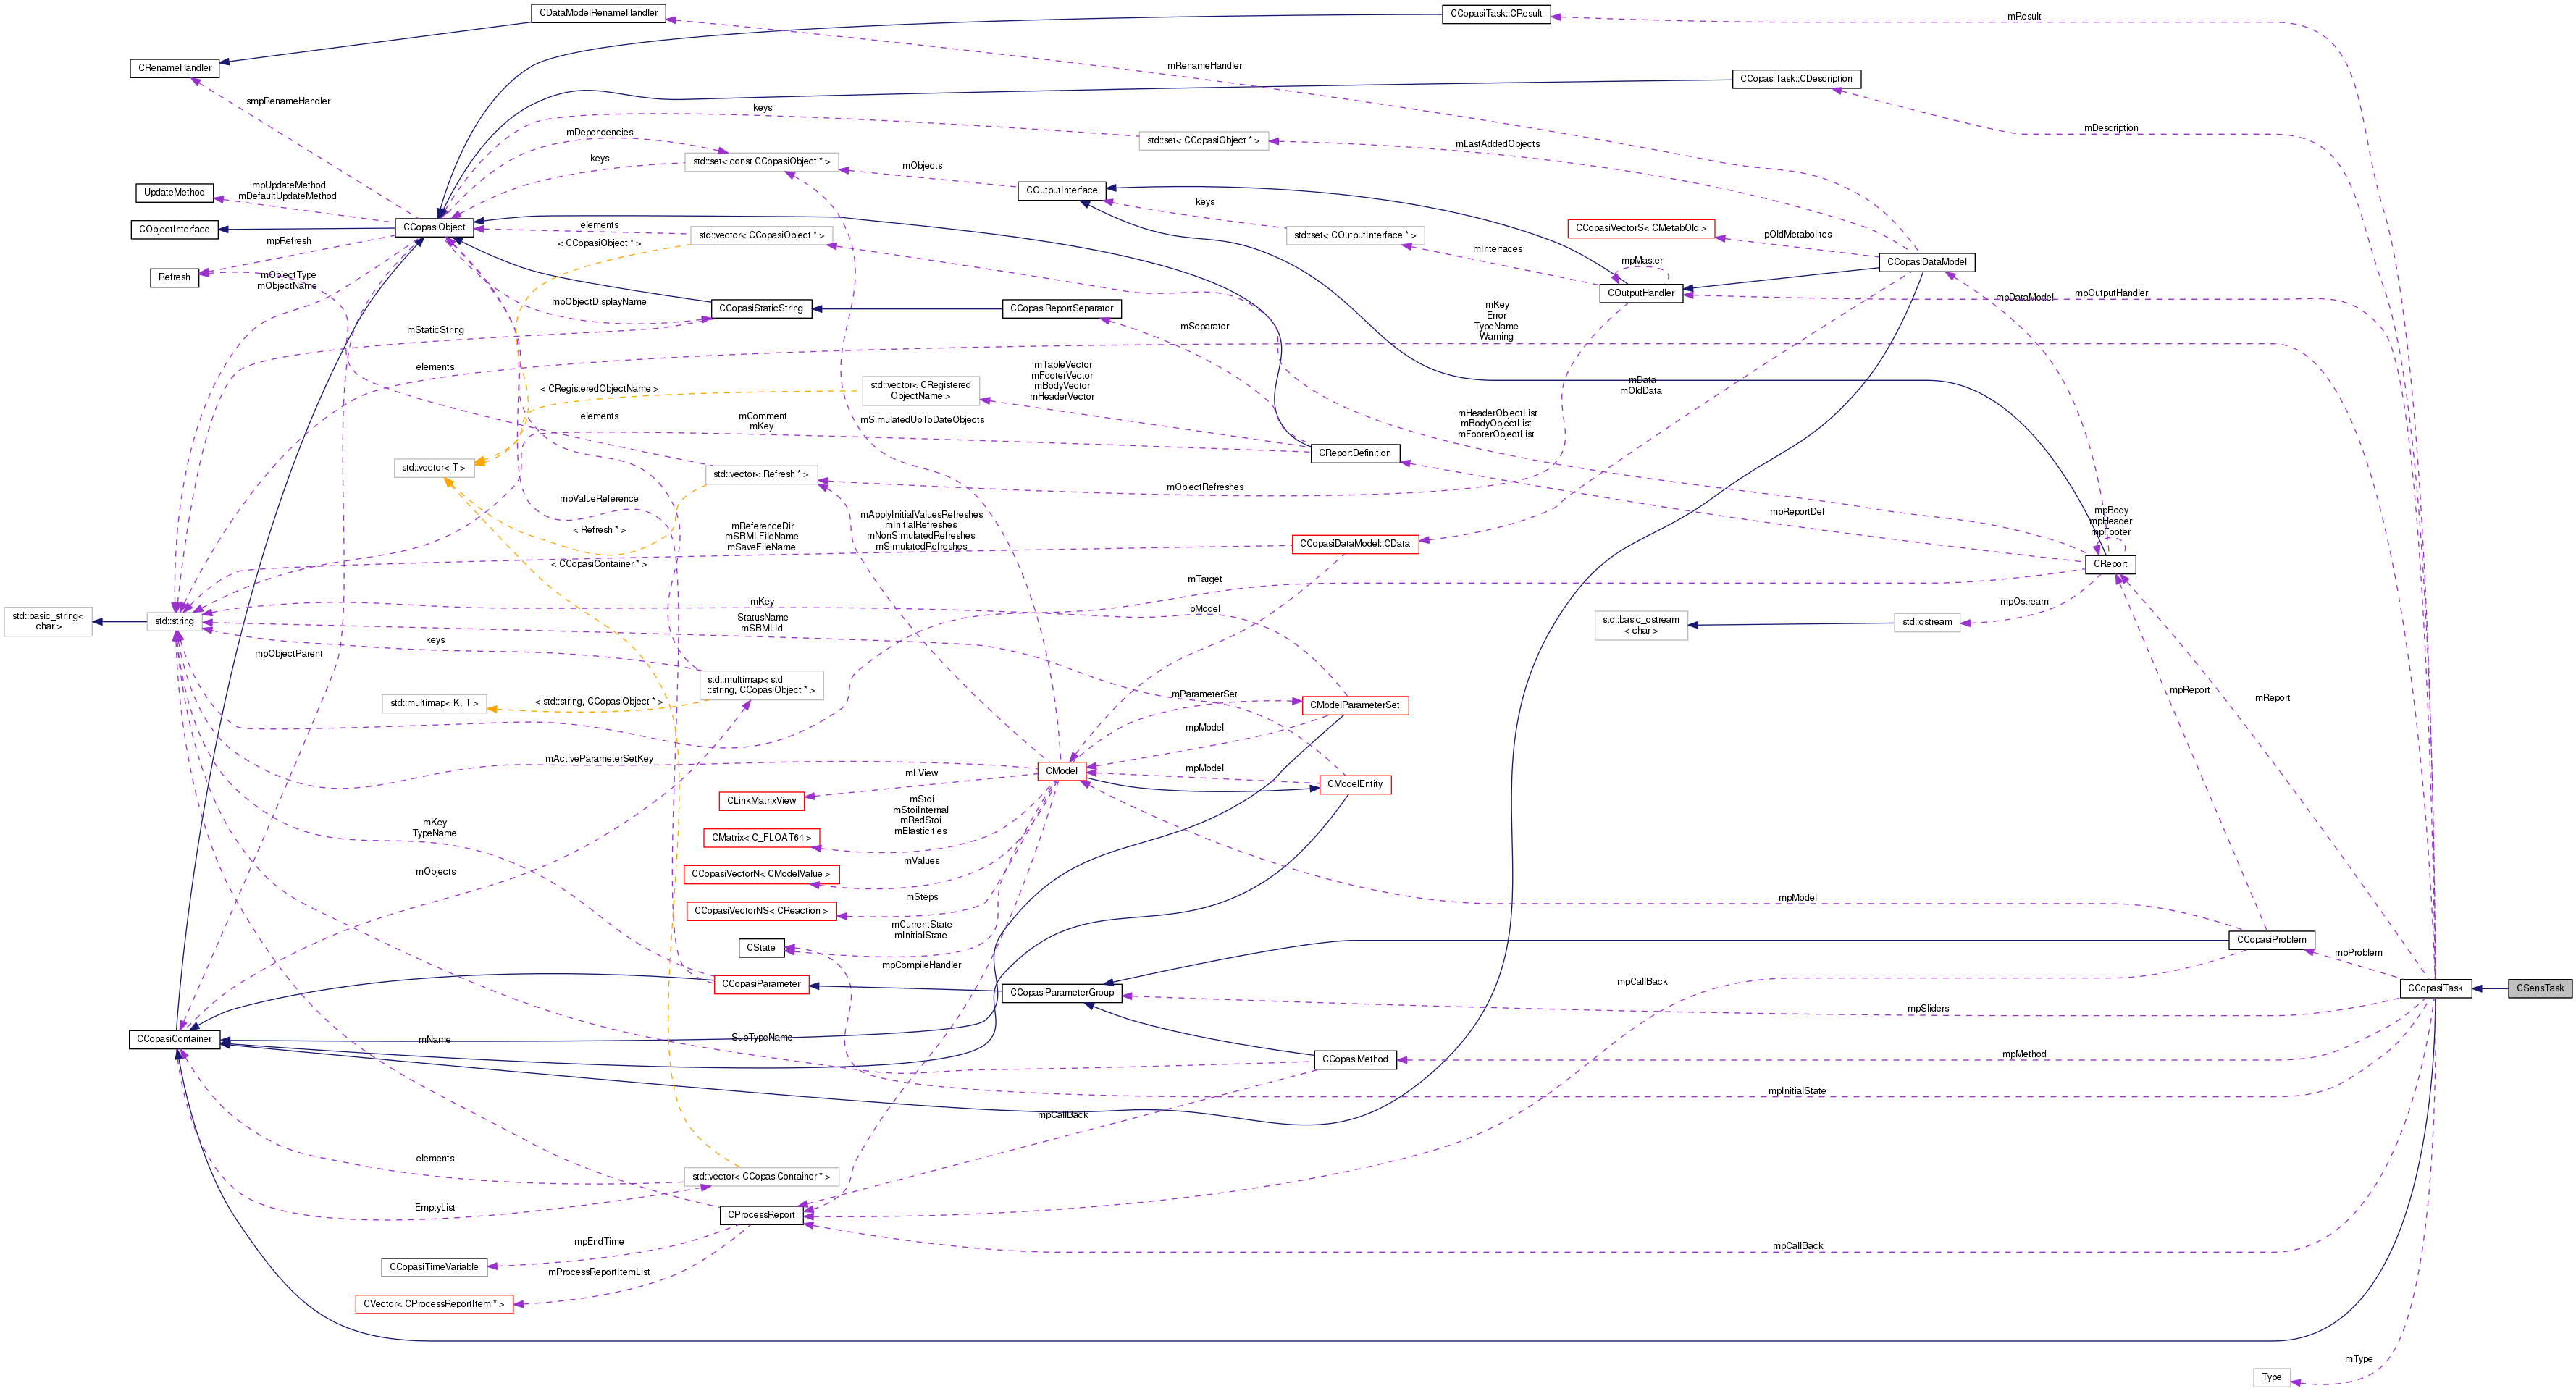 CDataModelRenameHandler
CCopasiTask::CResult
mResult
CRenameHandler
mRenameHandler
CCopasiTask::CDescription
smpRenameHandler
keys
mDependencies
std::set< CCopasiObject * >
mDescription
mLastAddedObjects
keys
std::set< const CCopasiObject * >
mObjects
UpdateMethod
mpUpdateMethod
mDefaultUpdateMethod
COutputInterface
keys
CObjectInterface
CCopasiObject
elements
std::vector< CCopasiObject * >
std::set< COutputInterface * >
CCopasiVectorS< CMetabOld >
pOldMetabolites
mpRefresh
< CCopasiObject * >
mInterfaces
mpMaster
CCopasiDataModel
Refresh
mObjectType
mObjectName
COutputHandler
mpDataModel
mpOutputHandler
mpObjectDisplayName
CCopasiStaticString
CCopasiReportSeparator
mKey
Error
TypeName
Warning
mStaticString
mSeparator
elements
mTableVector
mFooterVector
mBodyVector
mHeaderVector
< CRegisteredObjectName >
std::vector< CRegistered
ObjectName >
mData
mOldData
elements
mComment
mKey
mSimulatedUpToDateObjects
mHeaderObjectList
mBodyObjectList
mFooterObjectList
CReportDefinition
std::vector< T >
std::vector< Refresh * >
mObjectRefreshes
mpValueReference
< Refresh * >
mReferenceDir
mSBMLFileName
mSaveFileName
mApplyInitialValuesRefreshes
mInitialRefreshes
mNonSimulatedRefreshes
mSimulatedRefreshes
mpReportDef
mpBody
mpHeader
mpFooter
CCopasiDataModel::CData
< CCopasiContainer * >
CReport
mTarget
mKey
pModel
mpOstream
std::basic_string<
char >
std::string
StatusName
mSBMLId
std::basic_ostream
< char >
std::ostream
keys
mpObjectParent
std::multimap< std
::string, CCopasiObject * >
std::multimap< K, T >
< std::string, CCopasiObject * >
mParameterSet
CModelParameterSet
mpReport
mReport
mpModel
mActiveParameterSetKey
CModel
mpModel
CModelEntity
mLView
CLinkMatrixView
mStoi
mStoiInternal
mRedStoi
mElasticities
mKey
TypeName
CMatrix< C_FLOAT64 >
mObjects
mValues
CCopasiVectorN< CModelValue >
mSteps
CCopasiVectorNS< CReaction >
mpModel
mCurrentState
mInitialState
CState
CCopasiProblem
mpProblem
mpCompileHandler
CCopasiParameter
CCopasiParameterGroup
mpCallBack
CCopasiTask
CSensTask
mpSliders
CCopasiContainer
mName
SubTypeName
CCopasiMethod
mpMethod
mpInitialState
mpCallBack
elements
std::vector< CCopasiContainer * >
EmptyList
CProcessReport
mpEndTime
mpCallBack
CCopasiTimeVariable
mProcessReportItemList
CVector< CProcessReportItem * >
mType
Type